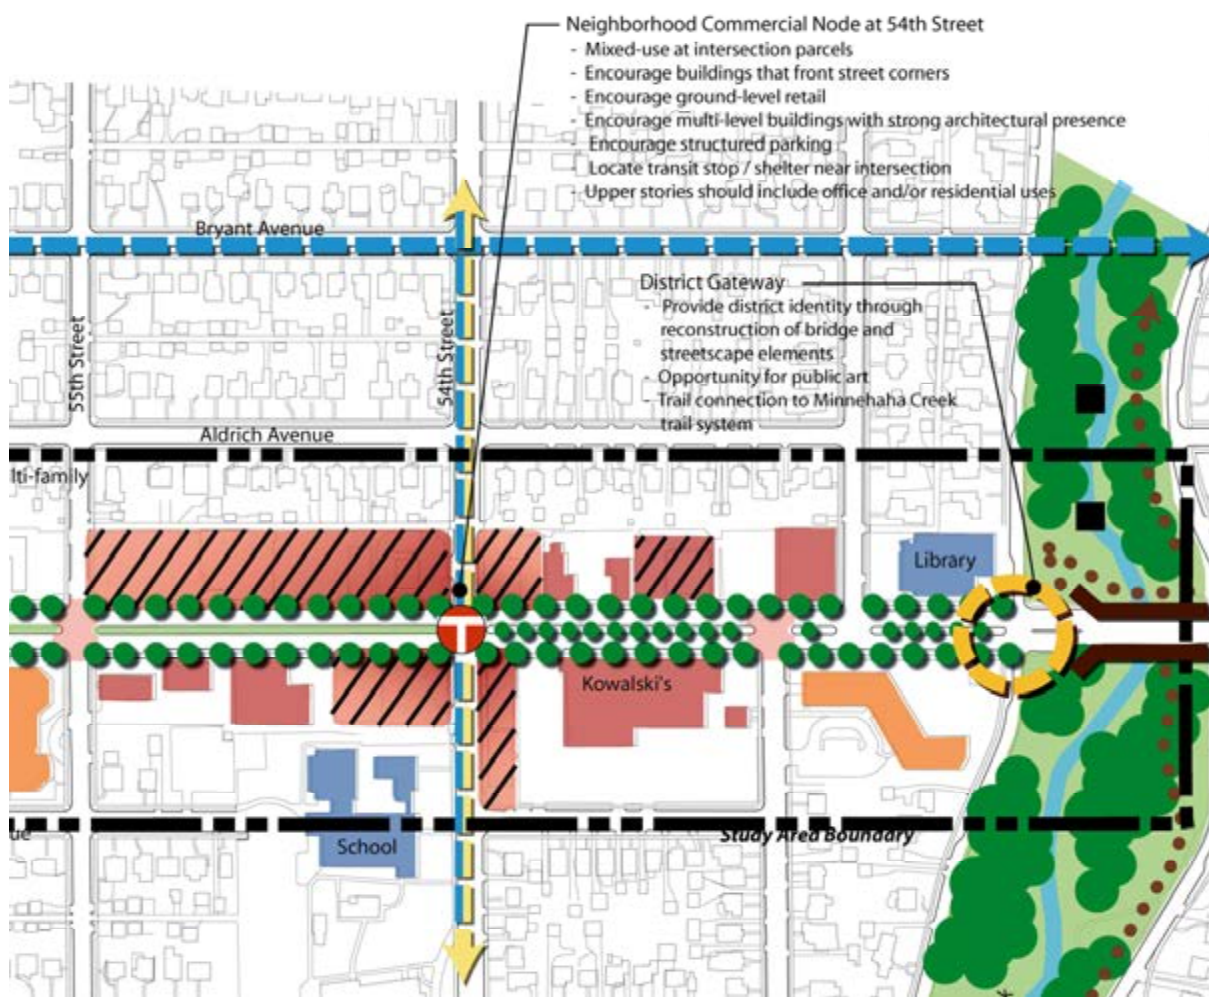 Neighborhood Commercial Node at 54th Street
- Mixed-use at intersection parcels
- Encourage buildings that front street corners
- Encourage ground-level retail
- Encourage multi-level buildings with strong architectural presence
- Encourage structured parking
- Locate transit stop / shelter near intersection
- Upper stories should include office and/or residential uses
Bryant Avenue
District Gateway
- Provide district identity through
reconstruction of bridge and
streetscape elements
- Opportunity for public art
- Trail connection to Minnehaha Creek
trail system
55th Street
54th Street
Aldrich Avenue
lti-family
Library
T
Kowalski's
School
Study Area Boundary
ue